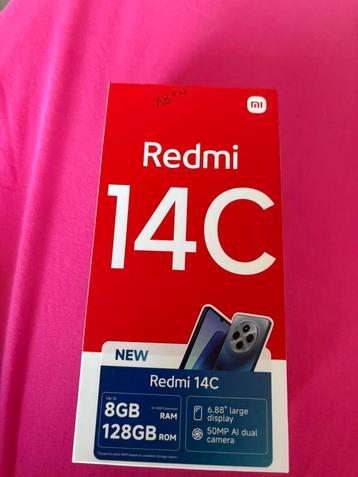 mi
Redmi
14C
NEW
Redmi 14C
Up to
8GB RAM
128GB ROM
6.88" large
display
50MP AI dual
camera